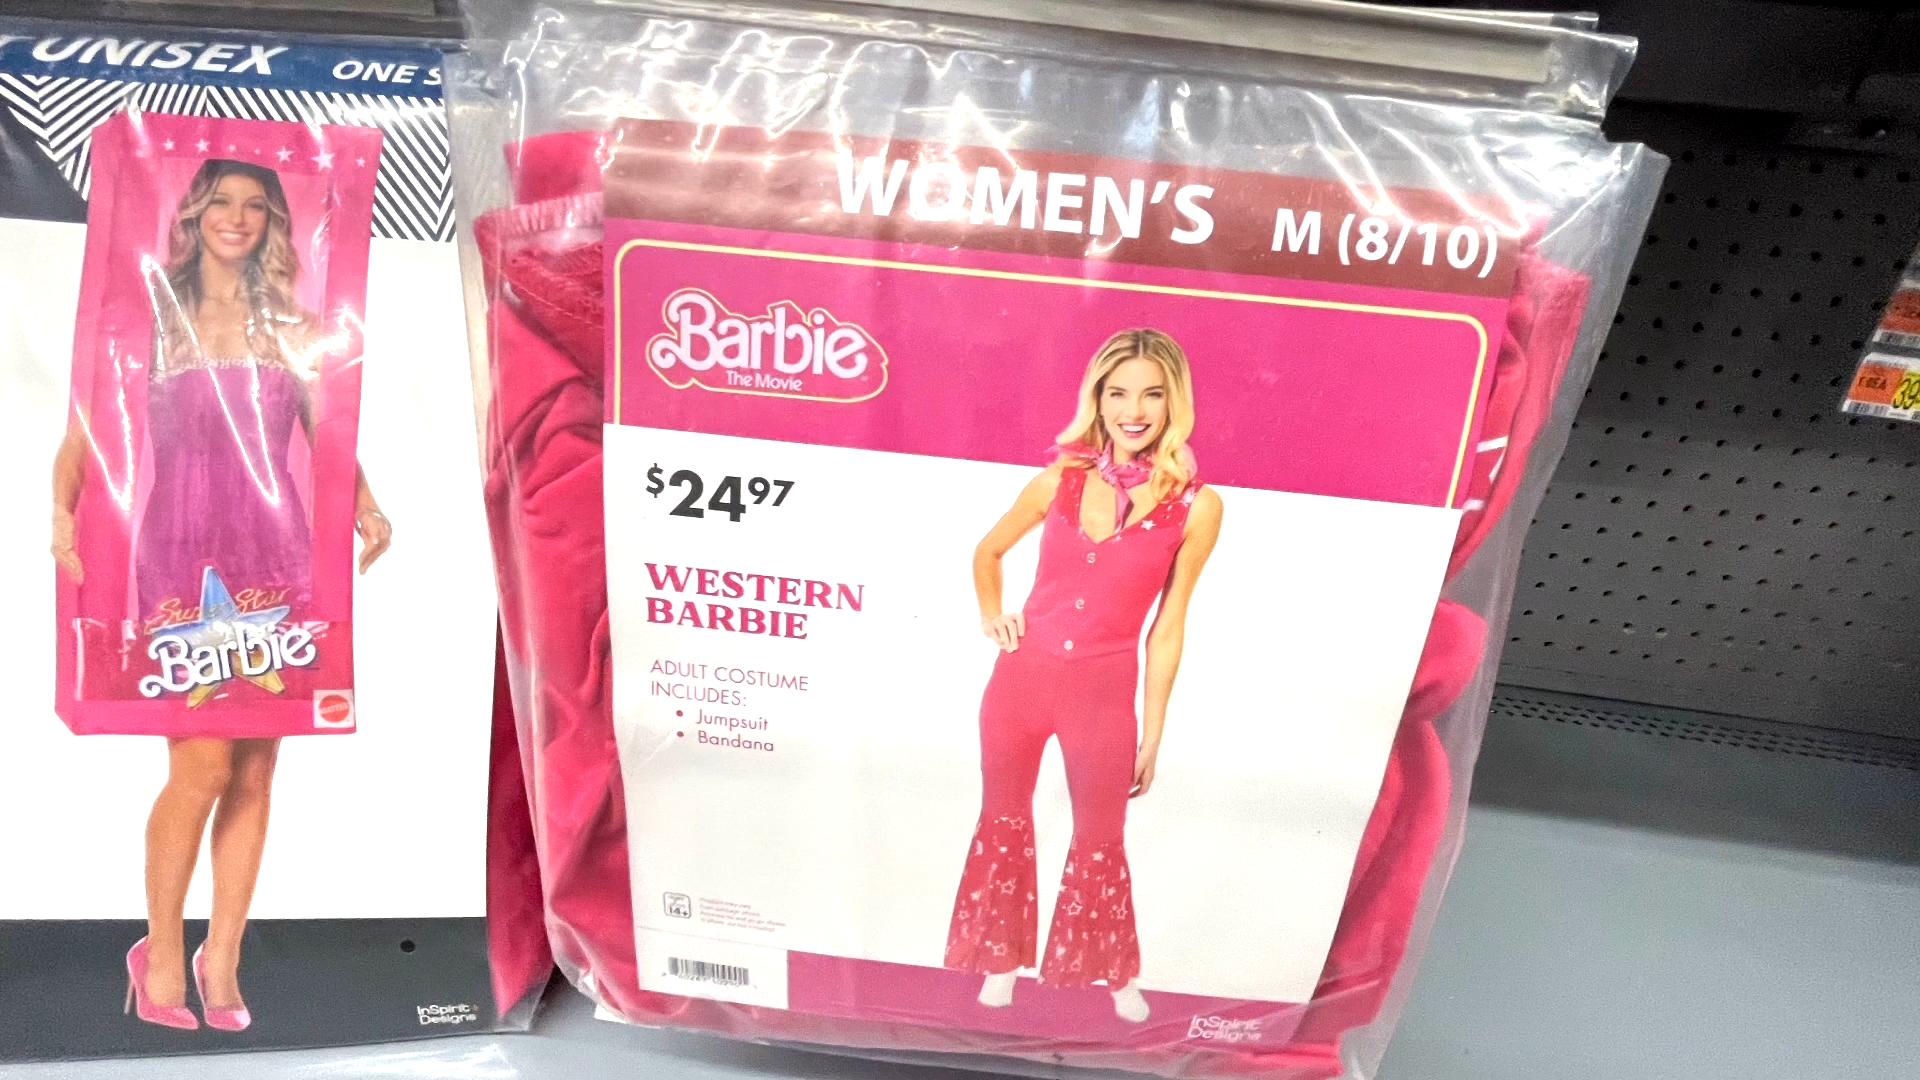 UNISEX ONE
Super Star
Barbie
MATTEL
InSpirit
Designs
WOMEN'S M (8/10)
Barbie
The Movie
$24.97
WESTERN
BARBIE
ADULT COSTUME
INCLUDES:
• Jumpsuit
• Bandana
14+
InSpirit
Designs